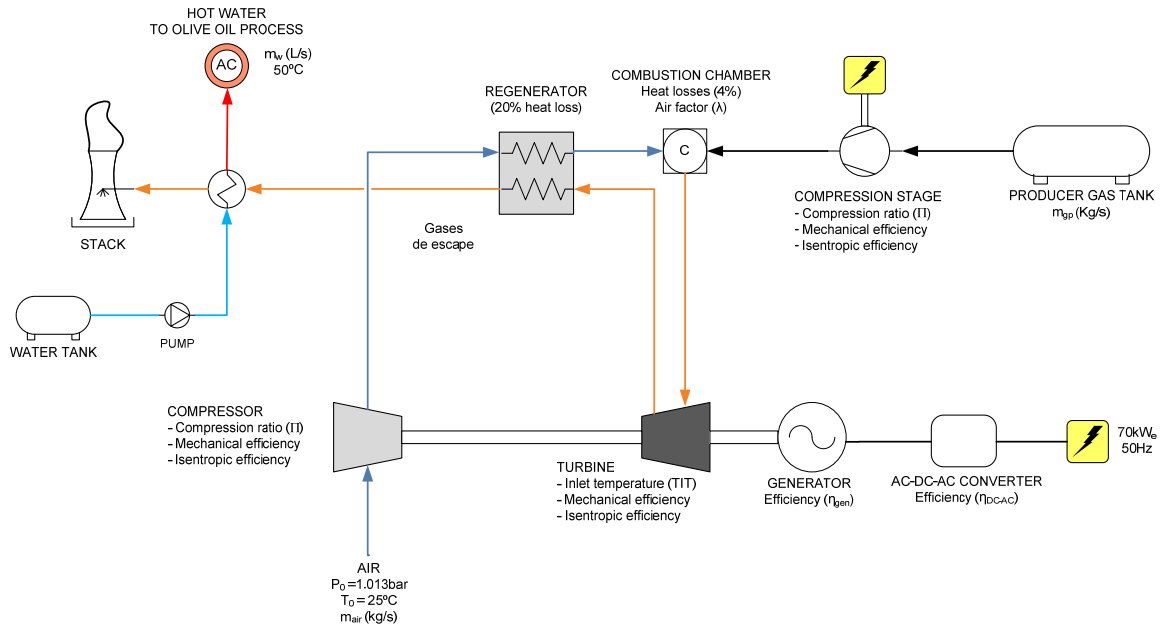 HOT WATER
TO OLIVE OIL PROCESS
AC
mw (L/s)
50ºC
STACK
WATER TANK
PUMP
REGENERATOR
(20% heat loss)
Gases
de escape
COMBUSTION CHAMBER
Heat losses (4%)
Air factor (λ)
C
COMPRESSION STAGE
- Compression ratio (Π)
- Mechanical efficiency
- Isentropic efficiency
PRODUCER GAS TANK
mgp (Kg/s)
COMPRESSOR
- Compression ratio (Π)
- Mechanical efficiency
- Isentropic efficiency
AIR
P0 =1.013bar
T0 = 25ºC
mair (kg/s)
TURBINE
- Inlet temperature (TIT)
- Mechanical efficiency
- Isentropic efficiency
GENERATOR
Efficiency (ηgen)
AC-DC-AC CONVERTER
Efficiency (ηDC-AC)
70kWe
50Hz